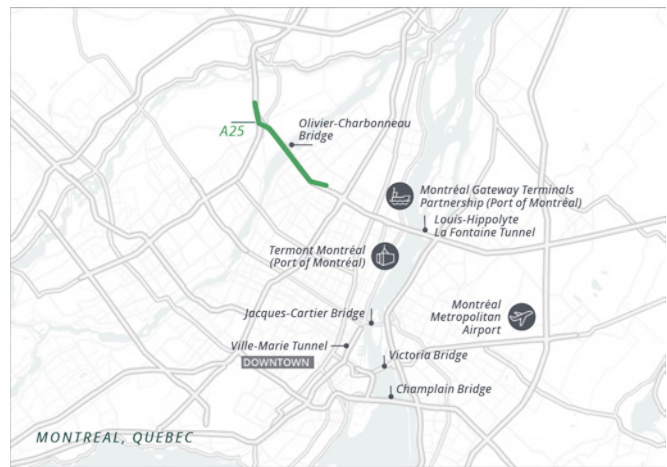 Olivier-Charbonneau
Bridge
A25
Montréal Gateway Terminals
Partnership (Port of Montréal)
Louis-Hippolyte
La Fontaine Tunnel
Termont Montréal
(Port of Montréal)
Montréal
Metropolitan
Airport
Jacques-Cartier Bridge
Ville-Marie Tunnel
DOWNTOWN
Victoria Bridge
Champlain Bridge
MONTREAL, QUEBEC